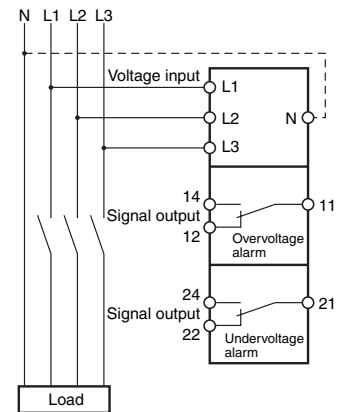 N L1 L2 L3
Voltage input
L1
L2
N
L3
14
11
Signal output
12
Overvoltage
alarm
24
21
Signal output
22
Undervoltage
alarm
Load